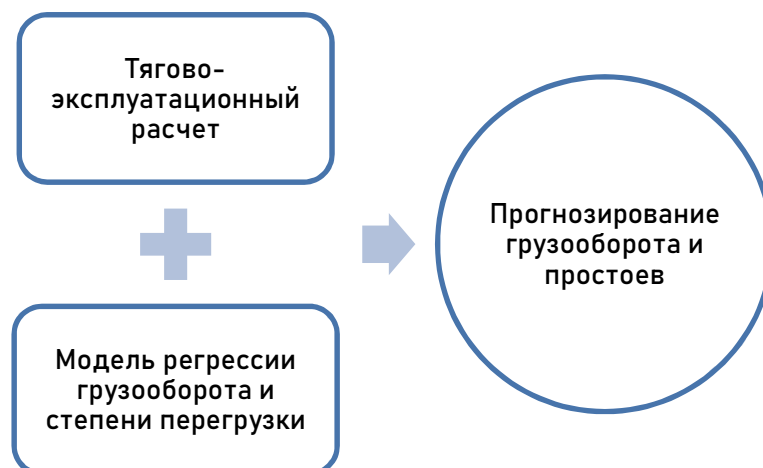 Тягово-
эксплуатационный
расчет
Модель регрессии
грузооборота и
степени перегрузки
Прогнозирование
грузооборота и
простоев